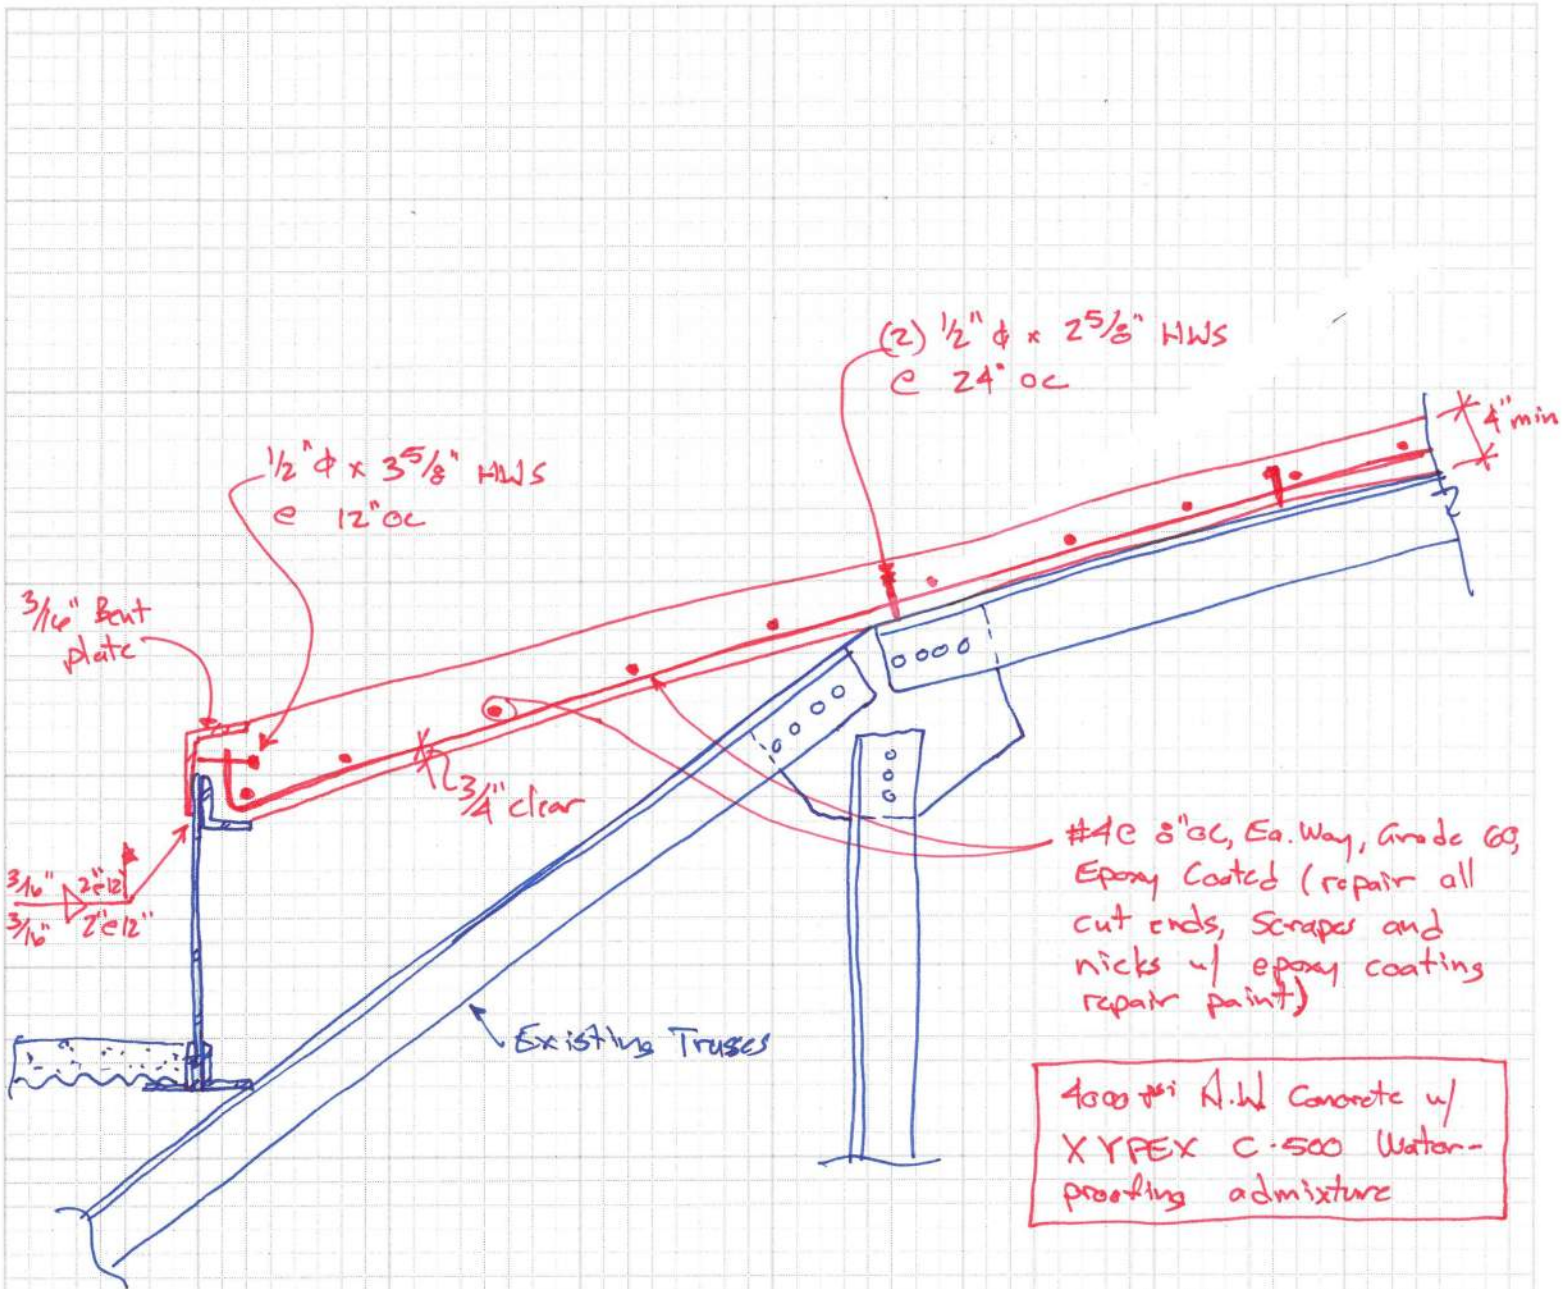 (2) 1/2" ф x 2 5/8" HWS
@ 24" oc
4" min
1/2" ф x 3 5/8" HWS
@ 12" oc
3/16" Bent
plate
3/4" clear
3/16" 2"@12"
3/16" 2"@12"
#4@ 8"oc, Ea. Way, Grade 60,
Epoxy Coated (repair all
cut ends, Scrapes and
nicks w/ epoxy coating
repair paint)
Existing Trusses
4000 psi N.W Concrete w/
XYPEX C-500 Water-
proofing admixture